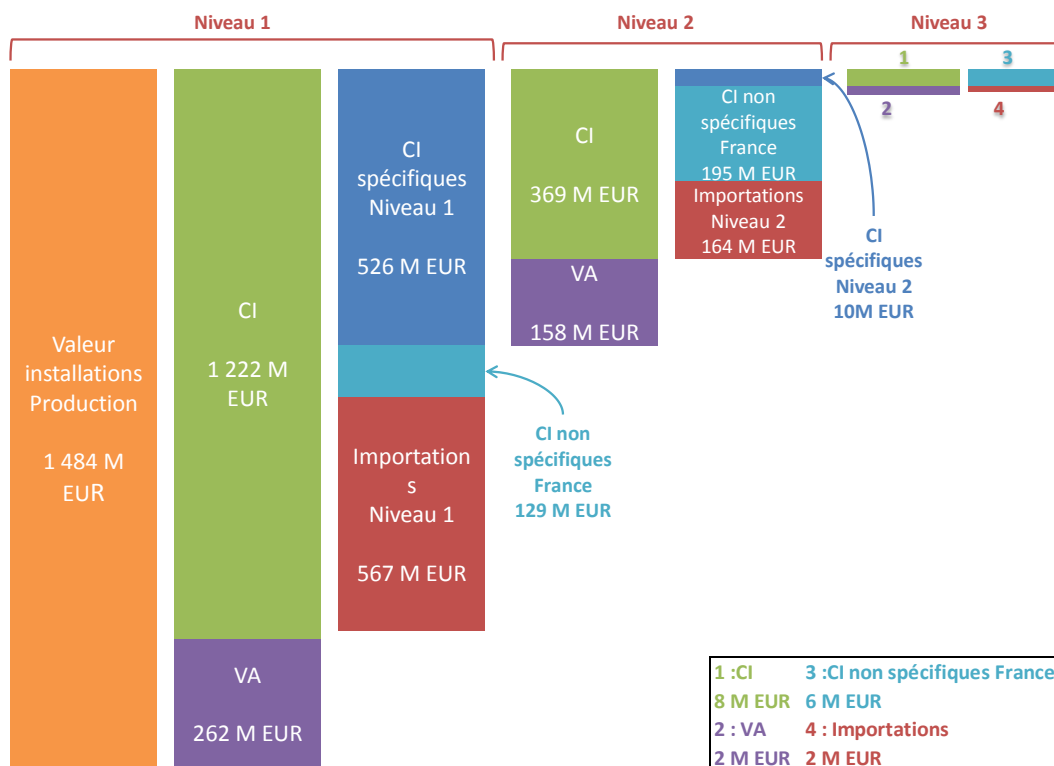 Niveau 1
Niveau 2
Niveau 3
Valeur
installations
Production
1 484 M
EUR
CI
1 222 M
EUR
VA
262 M EUR
CI
spécifiques
Niveau 1
526 M EUR
Importation
s
Niveau 1
567 M EUR
CI non
spécifiques
France
129 M EUR
CI
369 M EUR
VA
158 M EUR
CI non
spécifiques
France
195 M EUR
Importations
Niveau 2
164 M EUR
CI
spécifiques
Niveau 2
10M EUR
1
2
3
4
1 :CI 3 :CI non spécifiques France
8 M EUR 6 M EUR
2 : VA 4 : Importations
2 M EUR 2 M EUR